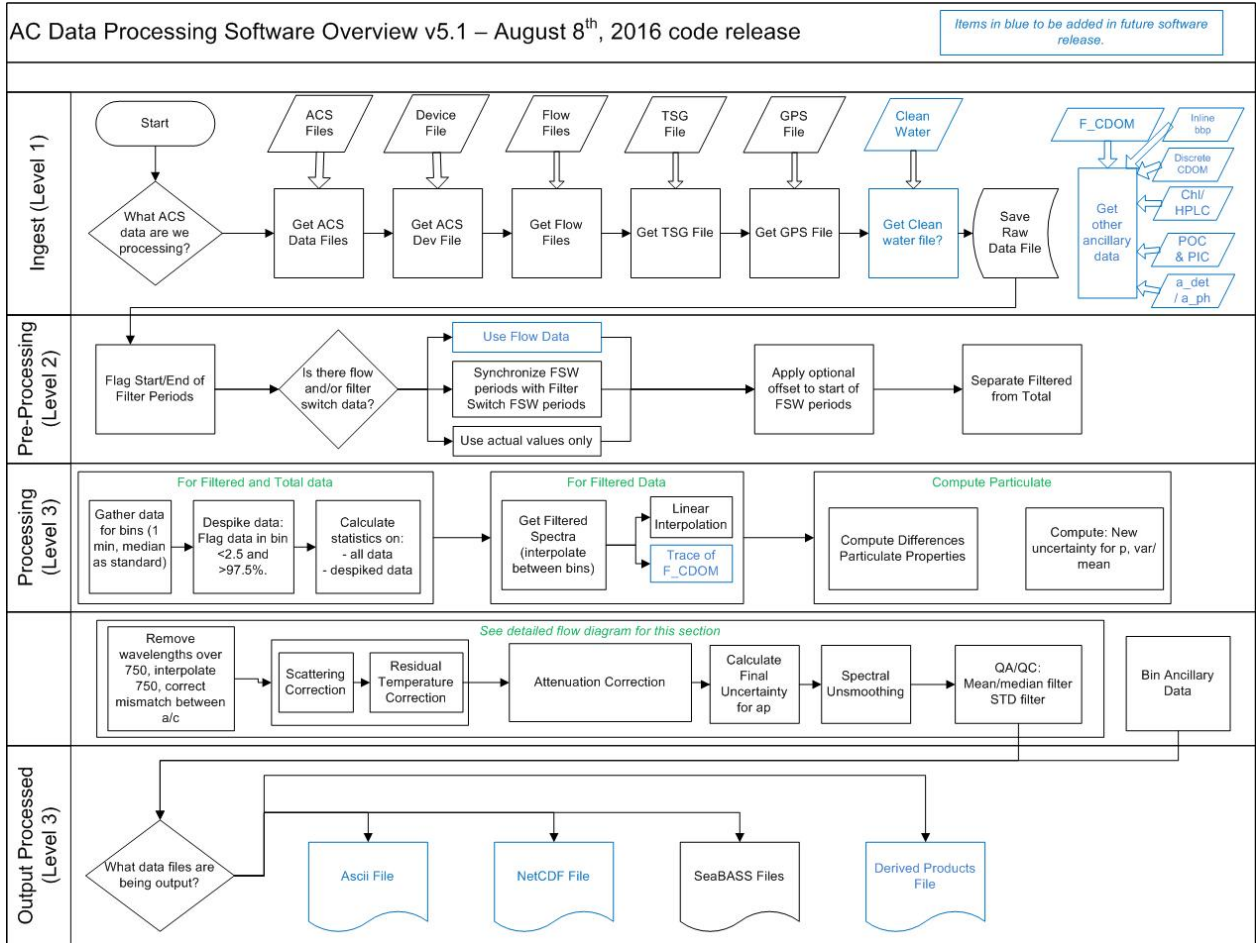 AC Data Processing Software Overview v5.1 – August 8th, 2016 code release
Items in blue to be added in future software
release.
Ingest (Level 1)
Start
ACS
Files
Device
File
Flow
Files
TSG
File
GPS
File
Clean
Water
F_CDOM
Inline
bbp
Discrete
CDOM
Chl/
HPLC
POC
& PIC
a_det
/ a_ph
What ACS
data are we
processing?
Get ACS
Data Files
Get ACS
Dev File
Get Flow
Files
Get TSG File
Get GPS File
Get Clean
water file?
Save
Raw
Data File
Get
other
ancillary
data
Pre-Processing
(Level 2)
Flag Start/End of
Filter Periods
Is there flow
and/or filter
switch data?
Use Flow Data
Synchronize FSW
periods with Filter
Switch FSW periods
Use actual values only
Apply optional
offset to start of
FSW periods
Separate Filtered
from Total
Processing
(Level 3)
For Filtered and Total data
Gather data
for bins (1
min, median
as standard)
Despike data:
Flag data in bin
<2.5 and
>97.5%.
Calculate
statistics on:
- all data
- despiked data
For Filtered Data
Get Filtered
Spectra
(interpolate
between bins)
Linear
Interpolation
Trace of
F_CDOM
Compute Particulate
Compute Differences
Particulate Properties
Compute: New
uncertainty for p, var/
mean
See detailed flow diagram for this section
Remove
wavelengths over
750, interpolate
750, correct
mismatch between
a/c
Scattering
Correction
Residual
Temperature
Correction
Attenuation Correction
Calculate
Final
Uncertainty
for ap
Spectral
Unsmoothing
QA/QC:
Mean/median filter
STD filter
Bin Ancillary
Data
Output Processed
(Level 3)
What data files are
being output?
Ascii File
NetCDF File
SeaBASS Files
Derived Products
File